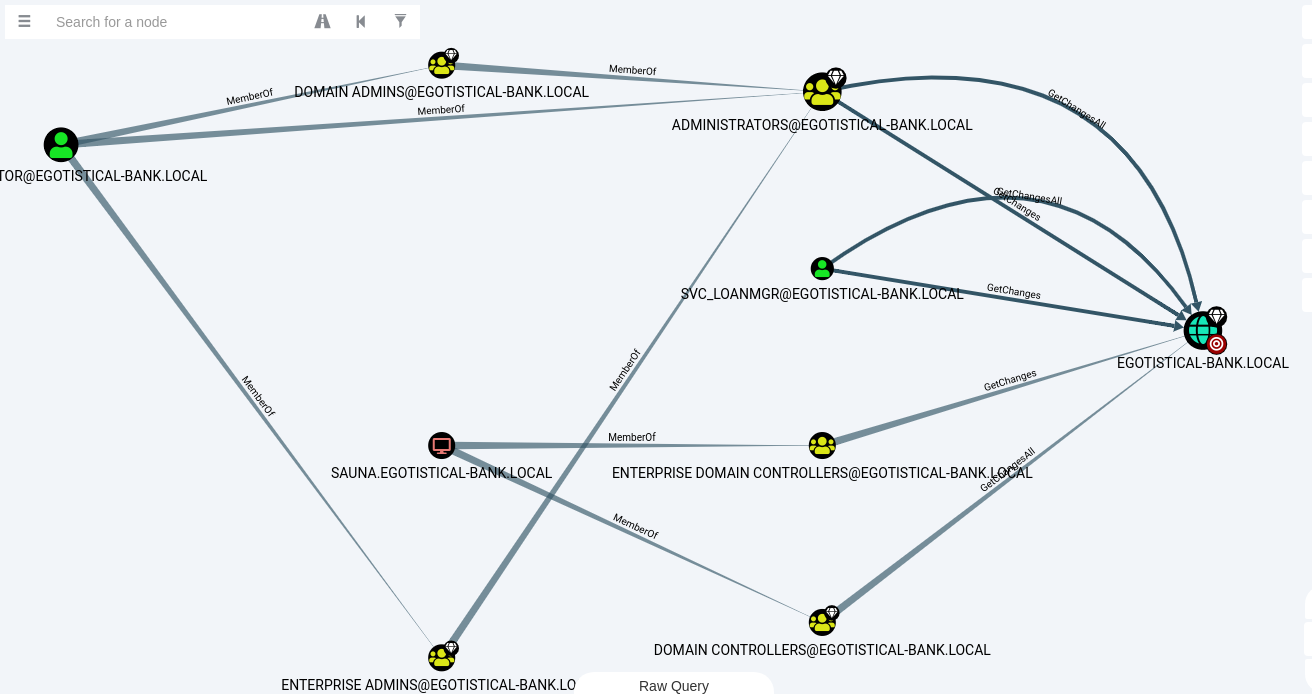 Search for a node
MemberOf
DOMAIN ADMINS@EGOTISTICAL-BANK.LOCAL
MemberOf
MemberOf
ADMINISTRATORS@EGOTISTICAL-BANK.LOCAL
GetChangesAll
TOR@EGOTISTICAL-BANK.LOCAL
GetChangesAll
GetChanges
SVC_LOANMGR@EGOTISTICAL-BANK.LOCAL
GetChanges
EGOTISTICAL-BANK.LOCAL
MemberOf
MemberOf
GetChanges
MemberOf
SAUNA.EGOTISTICAL-BANK.LOCAL
ENTERPRISE DOMAIN CONTROLLERS@EGOTISTICAL-BANK.LOCAL
GetChangesAll
MemberOf
DOMAIN CONTROLLERS@EGOTISTICAL-BANK.LOCAL
ENTERPRISE ADMINS@EGOTISTICAL-BANK.LO
Raw Query